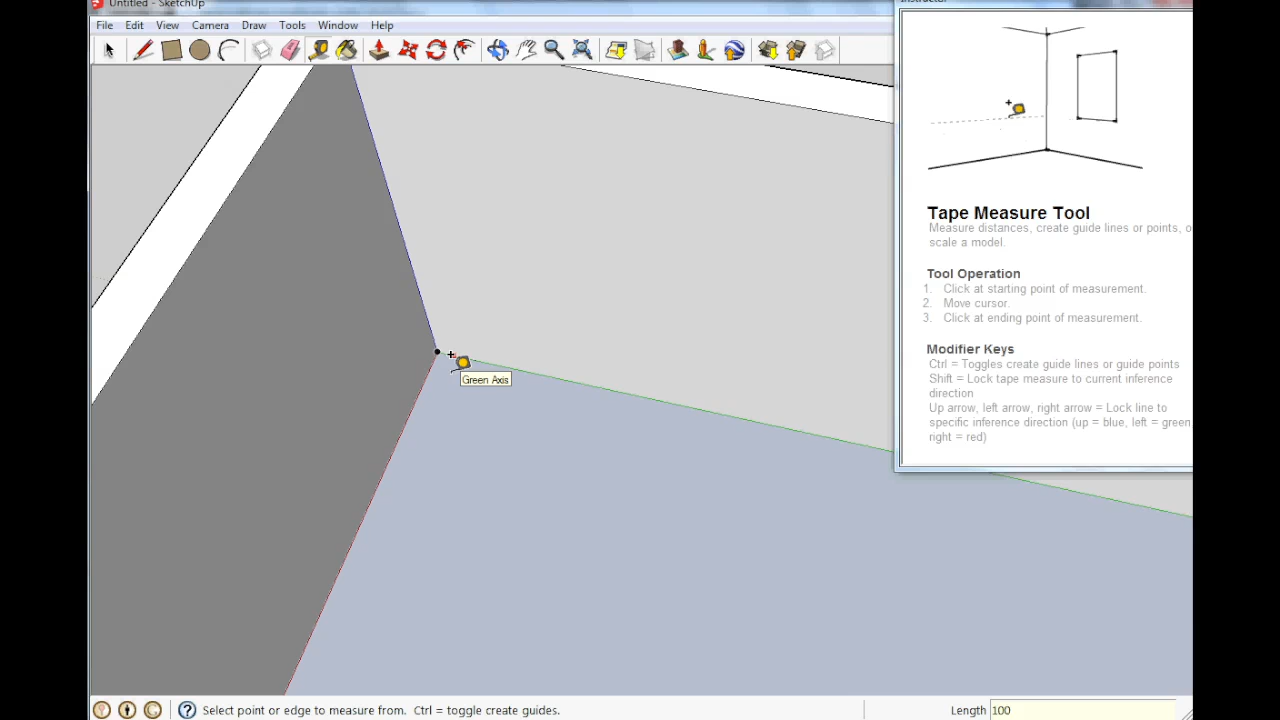 Untitled - SketchUp
Instructor
File Edit View Camera Draw Tools Window Help
Tape Measure Tool
Measure distances, create guide lines or points, o
scale a model.
Tool Operation
1. Click at starting point of measurement.
2. Move cursor.
3. Click at ending point of measurement.
Modifier Keys
Ctrl = Toggles create guide lines or guide points
Shift = Lock tape measure to current inference
direction
Up arrow, left arrow, right arrow = Lock line to
specific inference direction (up = blue, left = green,
right = red)
Green Axis
Select point or edge to measure from. Ctrl = toggle create guides.
Length 100